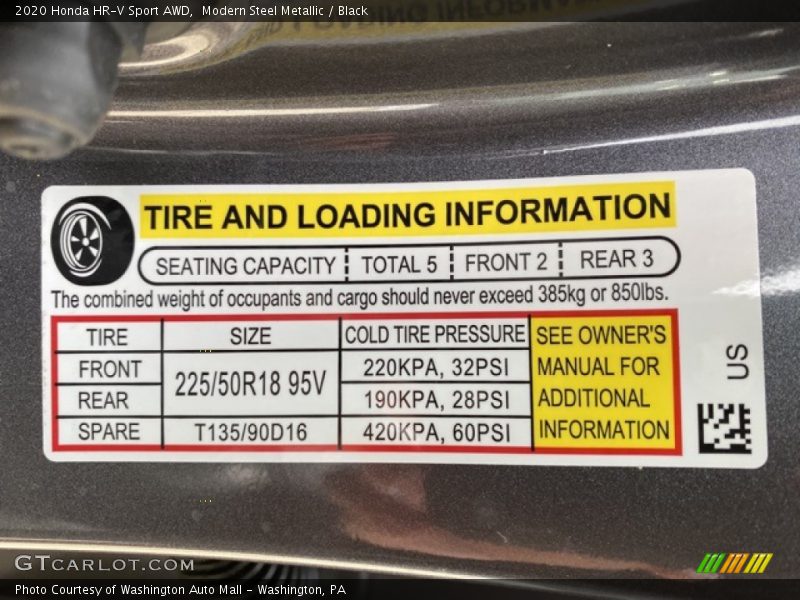 2020 Honda HR-V Sport AWD, Modern Steel Metallic / Black
TIRE AND LOADING INFORMATION
SEATING CAPACITY TOTAL 5 FRONT 2 REAR 3
The combined weight of occupants and cargo should never exceed 385kg or 850lbs.
TIRE SIZE COLD TIRE PRESSURE
FRONT 225/50R18 95V 220KPA, 32PSI
REAR 190KPA, 28PSI
SPARE T135/90D16 420KPA, 60PSI
SEE OWNER'S
MANUAL FOR
ADDITIONAL
INFORMATION
US
GTCARLOT.COM
Photo Courtesy of Washington Auto Mall - Washington, PA